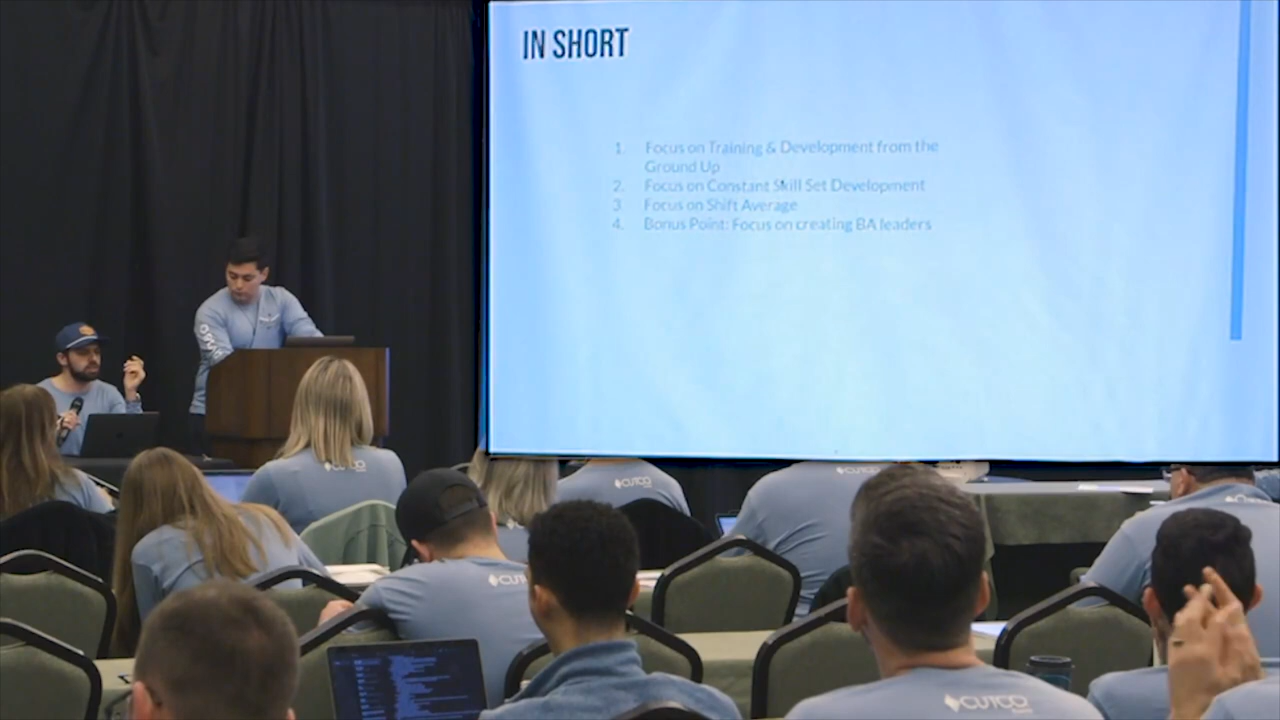 IN SHORT
1. Focus on Training & Development from the
Ground Up
2. Focus on Constant Skill Set Development
3 Focus on Shift Average
4. Bonus Point: Focus on creating BA leaders
CUTCO
CUTCO
CUTCO
CUTCO